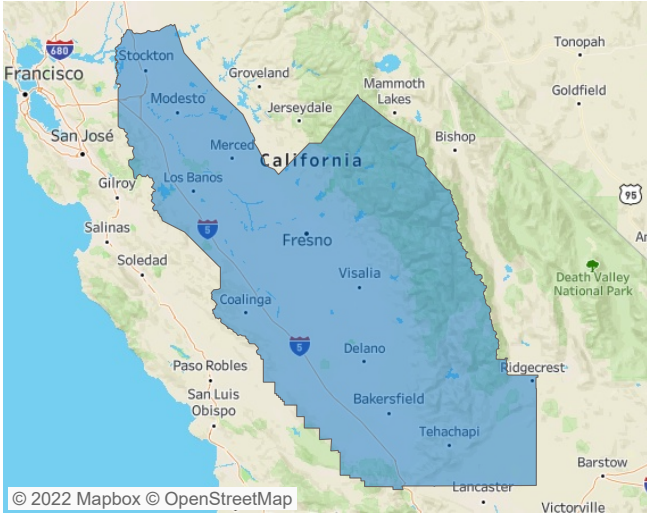 680
Stockton
Francisco
Groveland
Tonopah
Modesto
Mammoth
Lakes
Goldfield
Jerseydale
San José
Merced
California
Bishop
Gilroy
Los Banos
95
Salinas
5
Fresno
Soledad
Visalia
Death Valley
National Park
Coalinga
5
Delano
Paso Robles
Ridgecrest
San Luis
Obispo
Bakersfield
Tehachapi
Barstow
Lancaster
© 2022 Mapbox © OpenStreetMap
Victorville